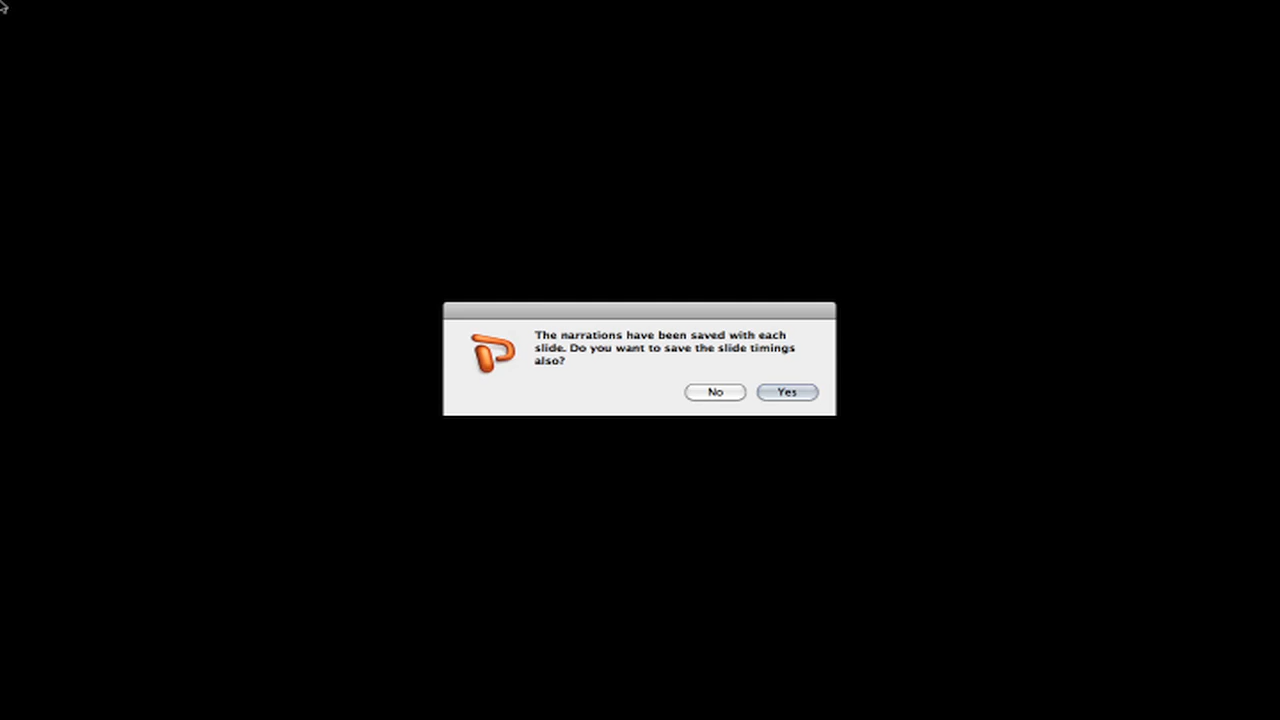 The narrations have been saved with each
slide. Do you want to save the slide timings
also?
No
Yes